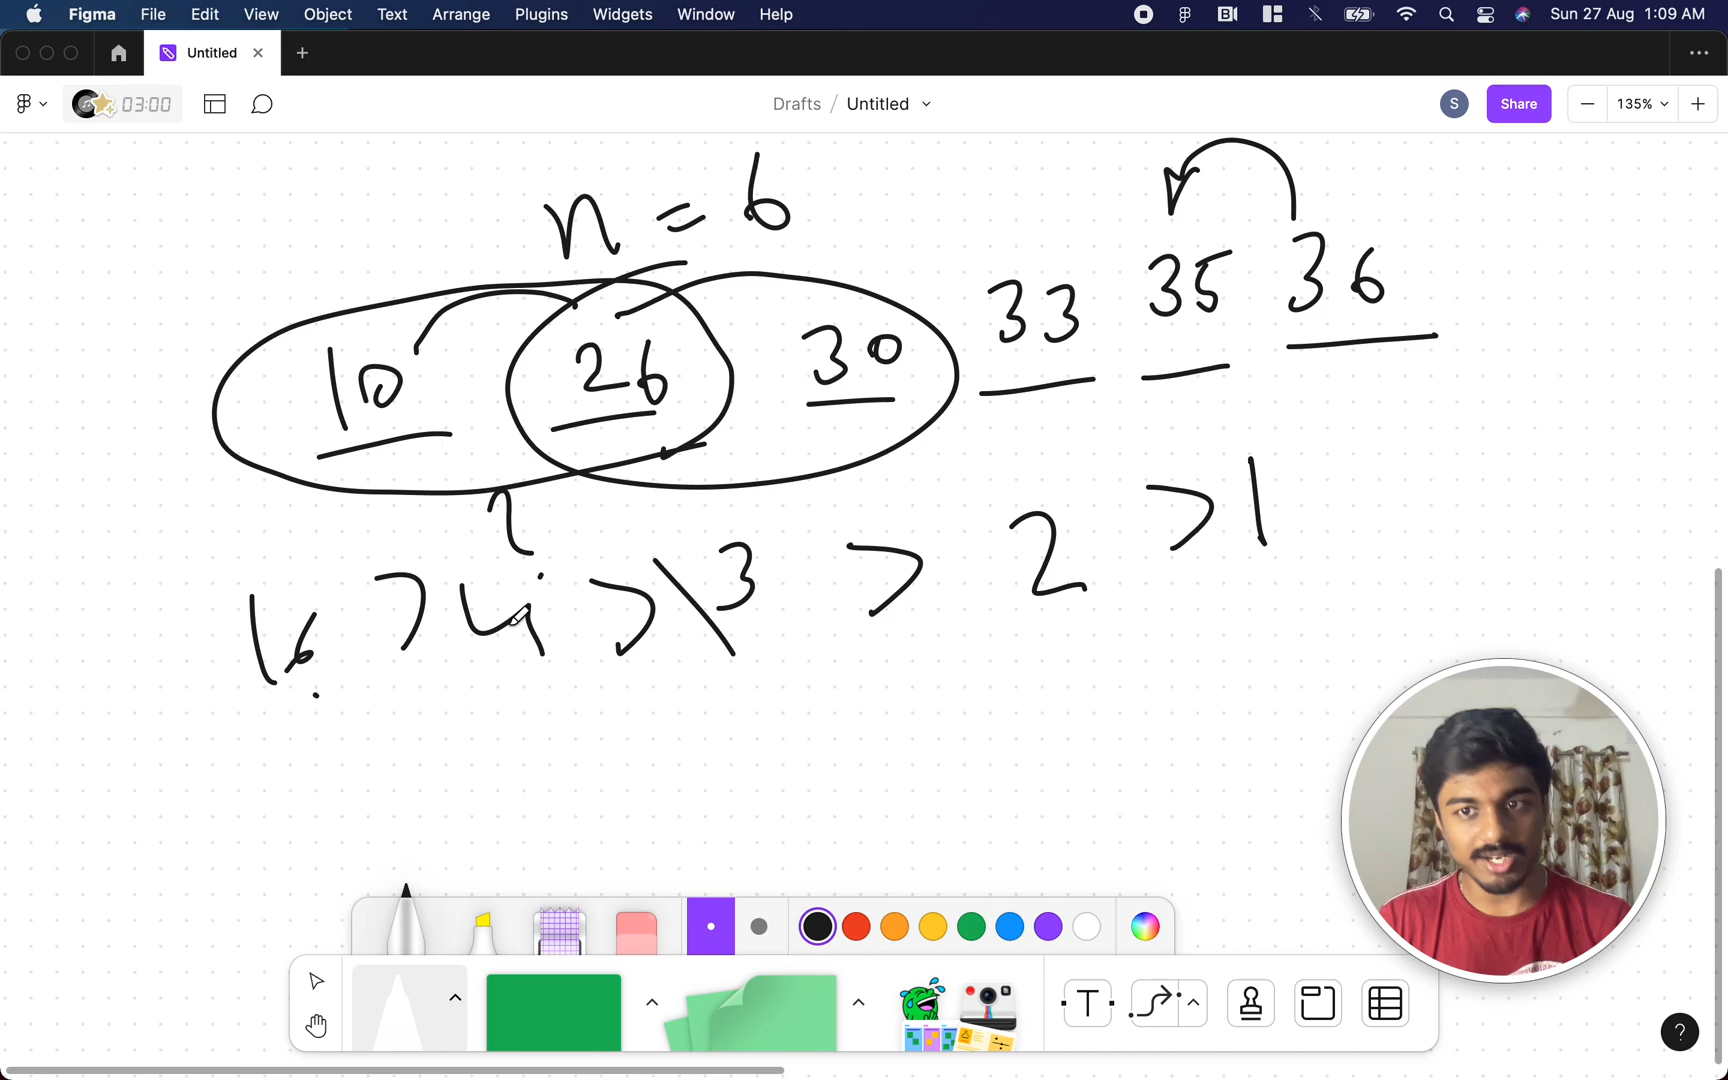 Figma File Edit View Object Text Arrange Plugins Widgets Window Help Sun 27 Aug 1:09 AM
Untitled
03:00 Drafts / Untitled S Share 135%
n = 6
10 26 30 33 35 36
16 > 4 > 3 > 2 > 1
T ?